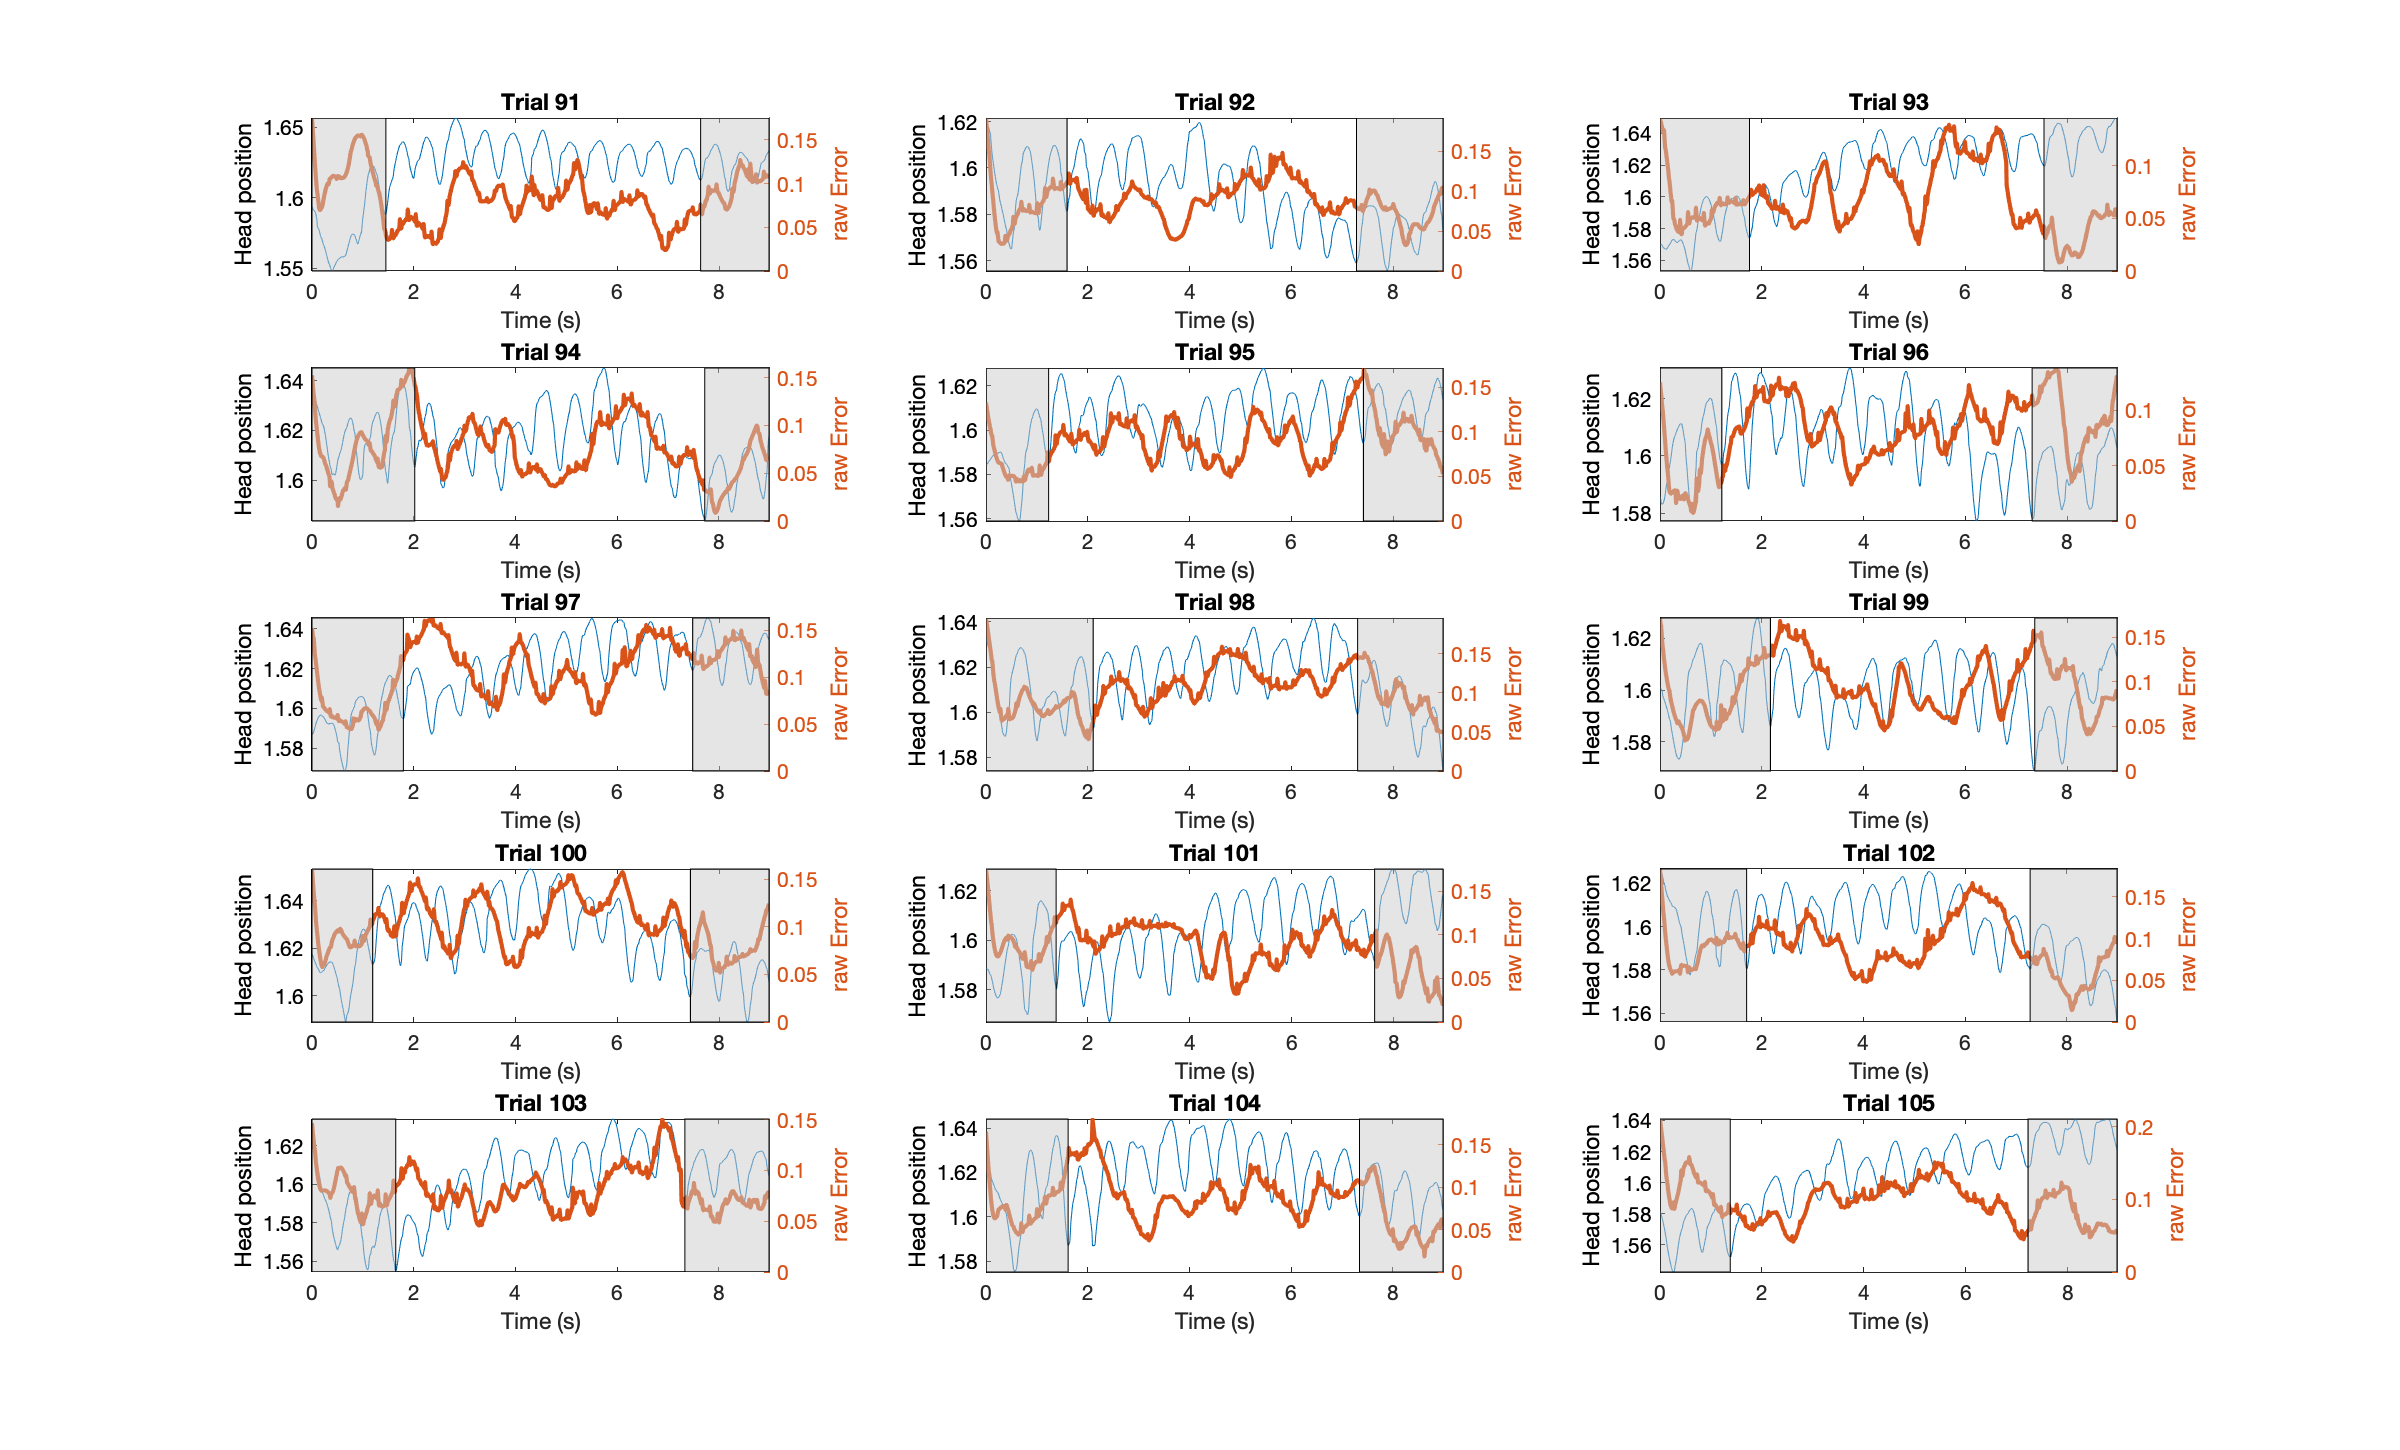 Trial 91 Trial 92 Trial 93
Head position 1.65 1.6 1.55 0.15 0.1 0.05 0 raw Error Head position 1.62 1.6 1.58 1.56 0.15 0.1 0.05 0 raw Error Head position 1.64 1.62 1.6 1.58 1.56 0.1 0.05 0 raw Error
0 2 4 6 8 0 2 4 6 8 0 2 4 6 8
Time (s) Time (s) Time (s)
Trial 94 Trial 95 Trial 96
Head position 1.64 1.62 1.6 0.15 0.1 0.05 0 raw Error Head position 1.62 1.6 1.58 1.56 0.15 0.1 0.05 0 raw Error Head position 1.62 1.6 1.58 0.1 0.05 0 raw Error
0 2 4 6 8 0 2 4 6 8 0 2 4 6 8
Time (s) Time (s) Time (s)
Trial 97 Trial 98 Trial 99
Head position 1.64 1.62 1.6 1.58 0.15 0.1 0.05 0 raw Error Head position 1.64 1.62 1.6 1.58 0.15 0.1 0.05 0 raw Error Head position 1.62 1.6 1.58 0.15 0.1 0.05 0 raw Error
0 2 4 6 8 0 2 4 6 8 0 2 4 6 8
Time (s) Time (s) Time (s)
Trial 100 Trial 101 Trial 102
Head position 1.64 1.62 1.6 0.15 0.1 0.05 0 raw Error Head position 1.62 1.6 1.58 0.15 0.1 0.05 0 raw Error Head position 1.62 1.6 1.58 1.56 0.15 0.1 0.05 0 raw Error
0 2 4 6 8 0 2 4 6 8 0 2 4 6 8
Time (s) Time (s) Time (s)
Trial 103 Trial 104 Trial 105
Head position 1.62 1.6 1.58 1.56 0.15 0.1 0.05 0 raw Error Head position 1.64 1.62 1.6 1.58 0.15 0.1 0.05 0 raw Error Head position 1.64 1.62 1.6 1.58 1.56 0.2 0.1 0 raw Error
0 2 4 6 8 0 2 4 6 8 0 2 4 6 8
Time (s) Time (s) Time (s)